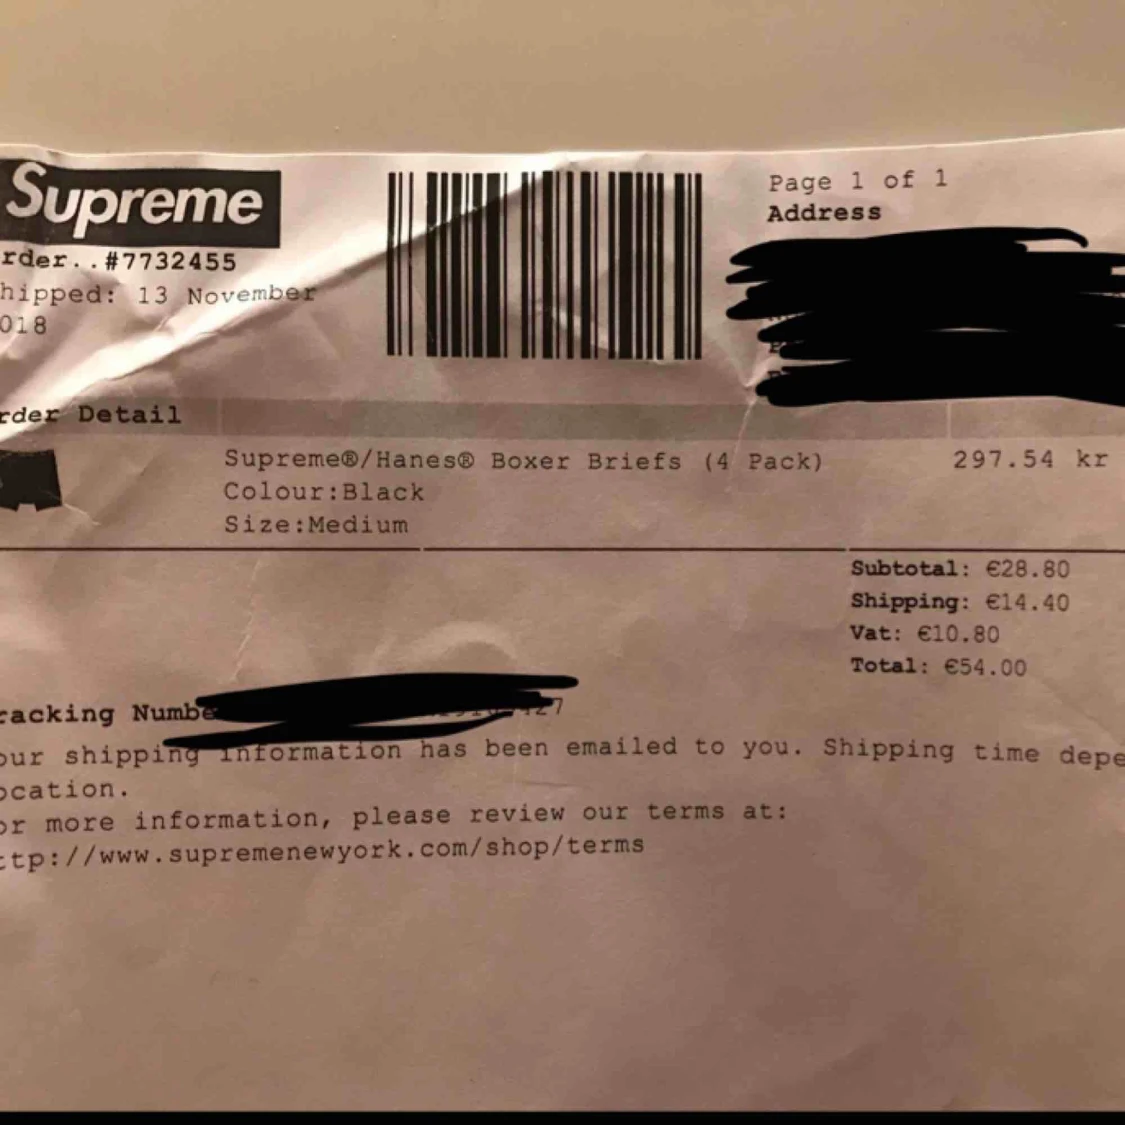 Supreme
rder..#7732455
hipped: 13 November
018
Page 1 of 1
Address
rder Detail
Supreme®/Hanes® Boxer Briefs (4 Pack) 297.54 kr
Colour:Black
Size:Medium
Subtotal: €28.80
Shipping: €14.40
Vat: €10.80
Total: €54.00
racking Numbe
our shipping information has been emailed to you. Shipping time depe
ocation.
or more information, please review our terms at:
ttp://www.supremenewyork.com/shop/terms